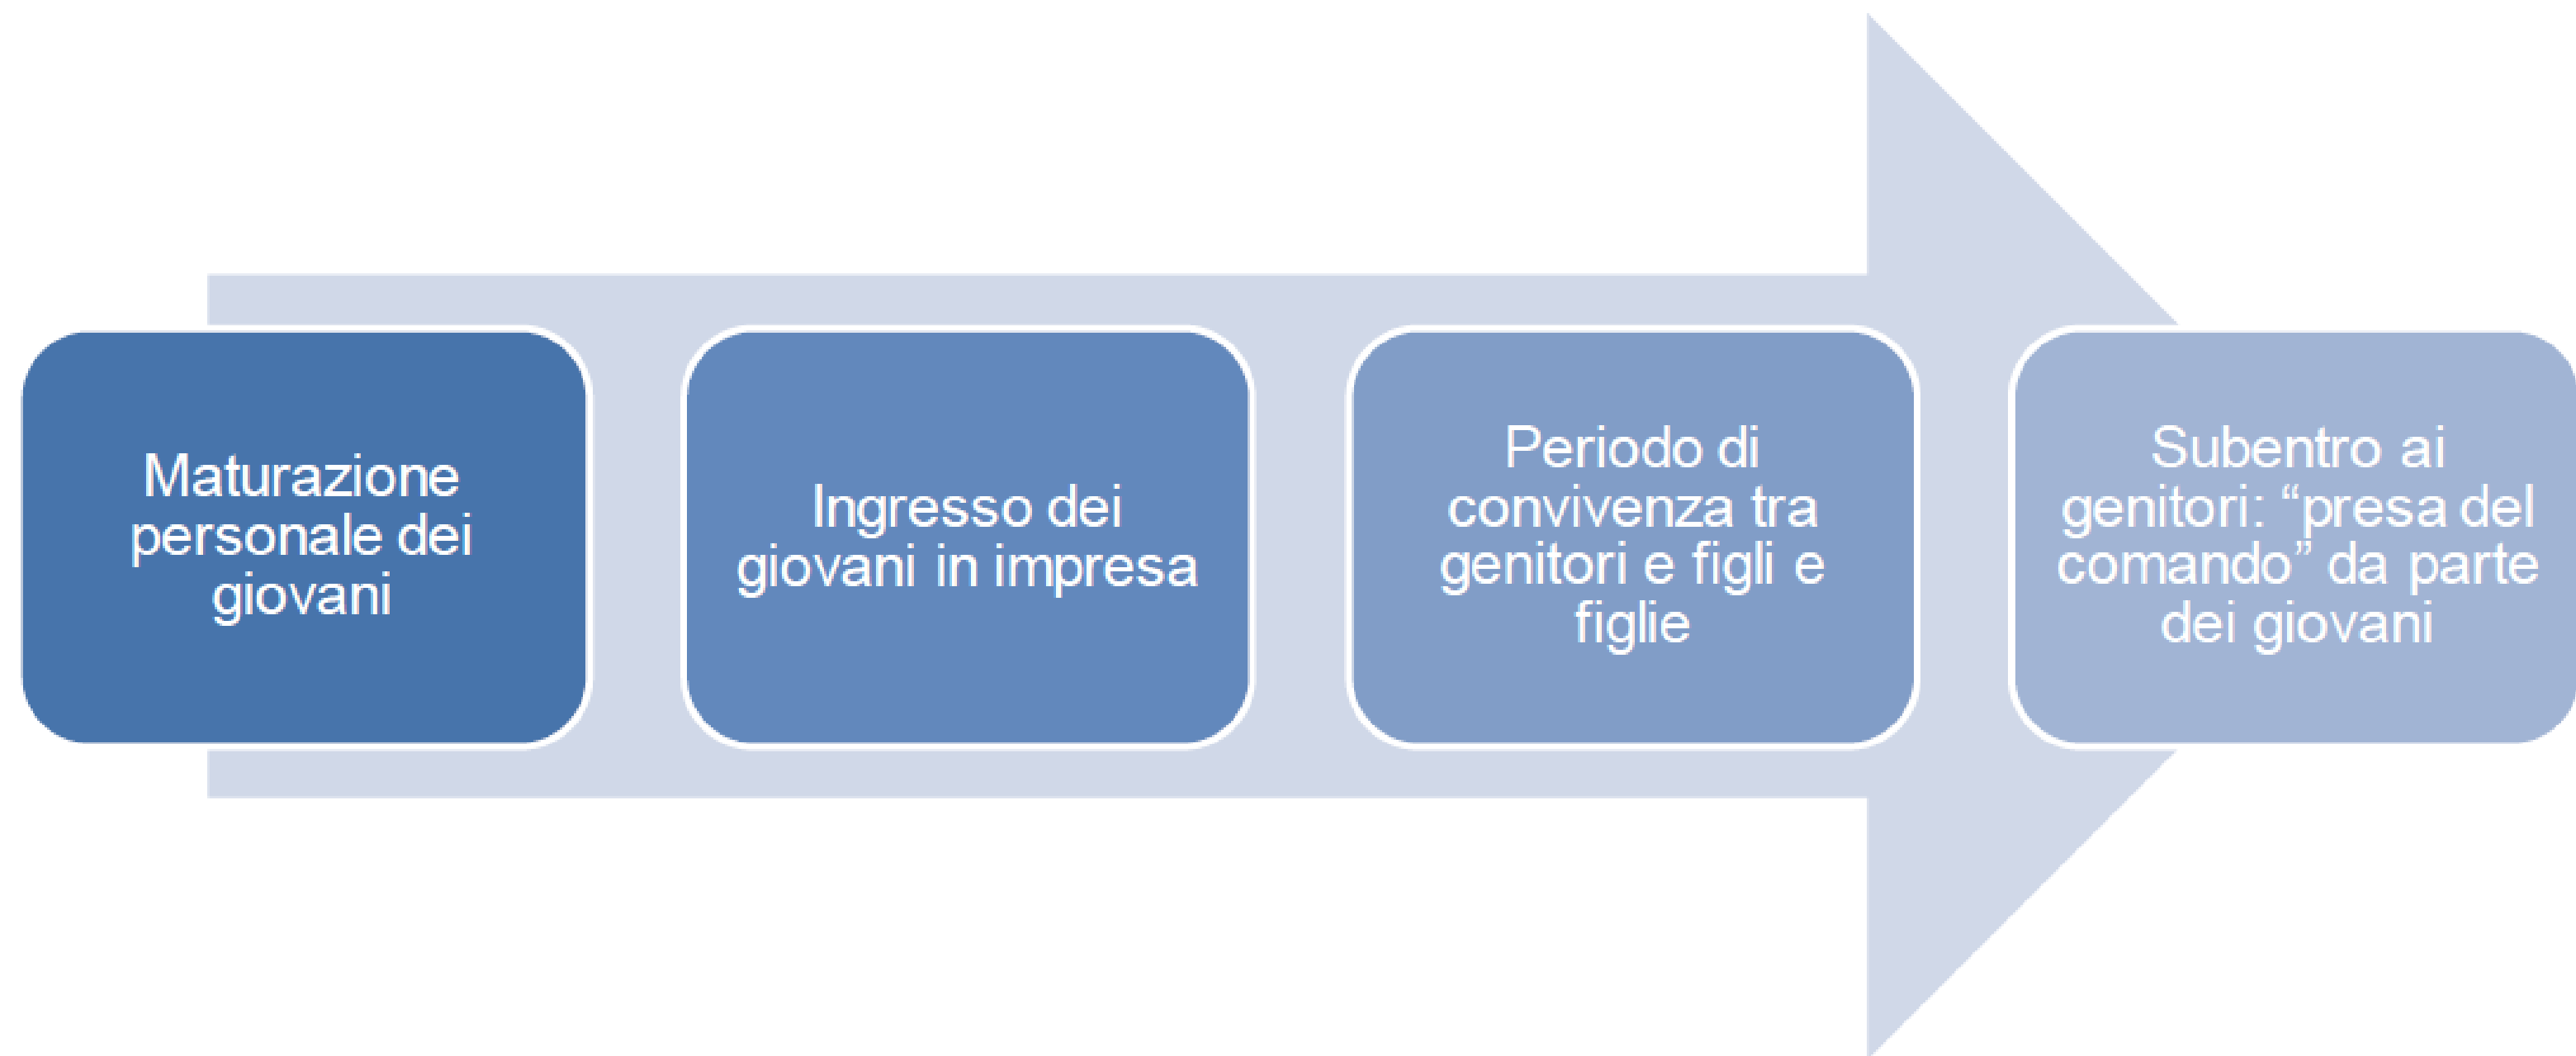 Maturazione
personale dei
giovani
Ingresso dei
giovani in impresa
Periodo di
convivenza tra
genitori e figli e
figlie
Subentro ai
genitori: “presa del
comando” da parte
dei giovani